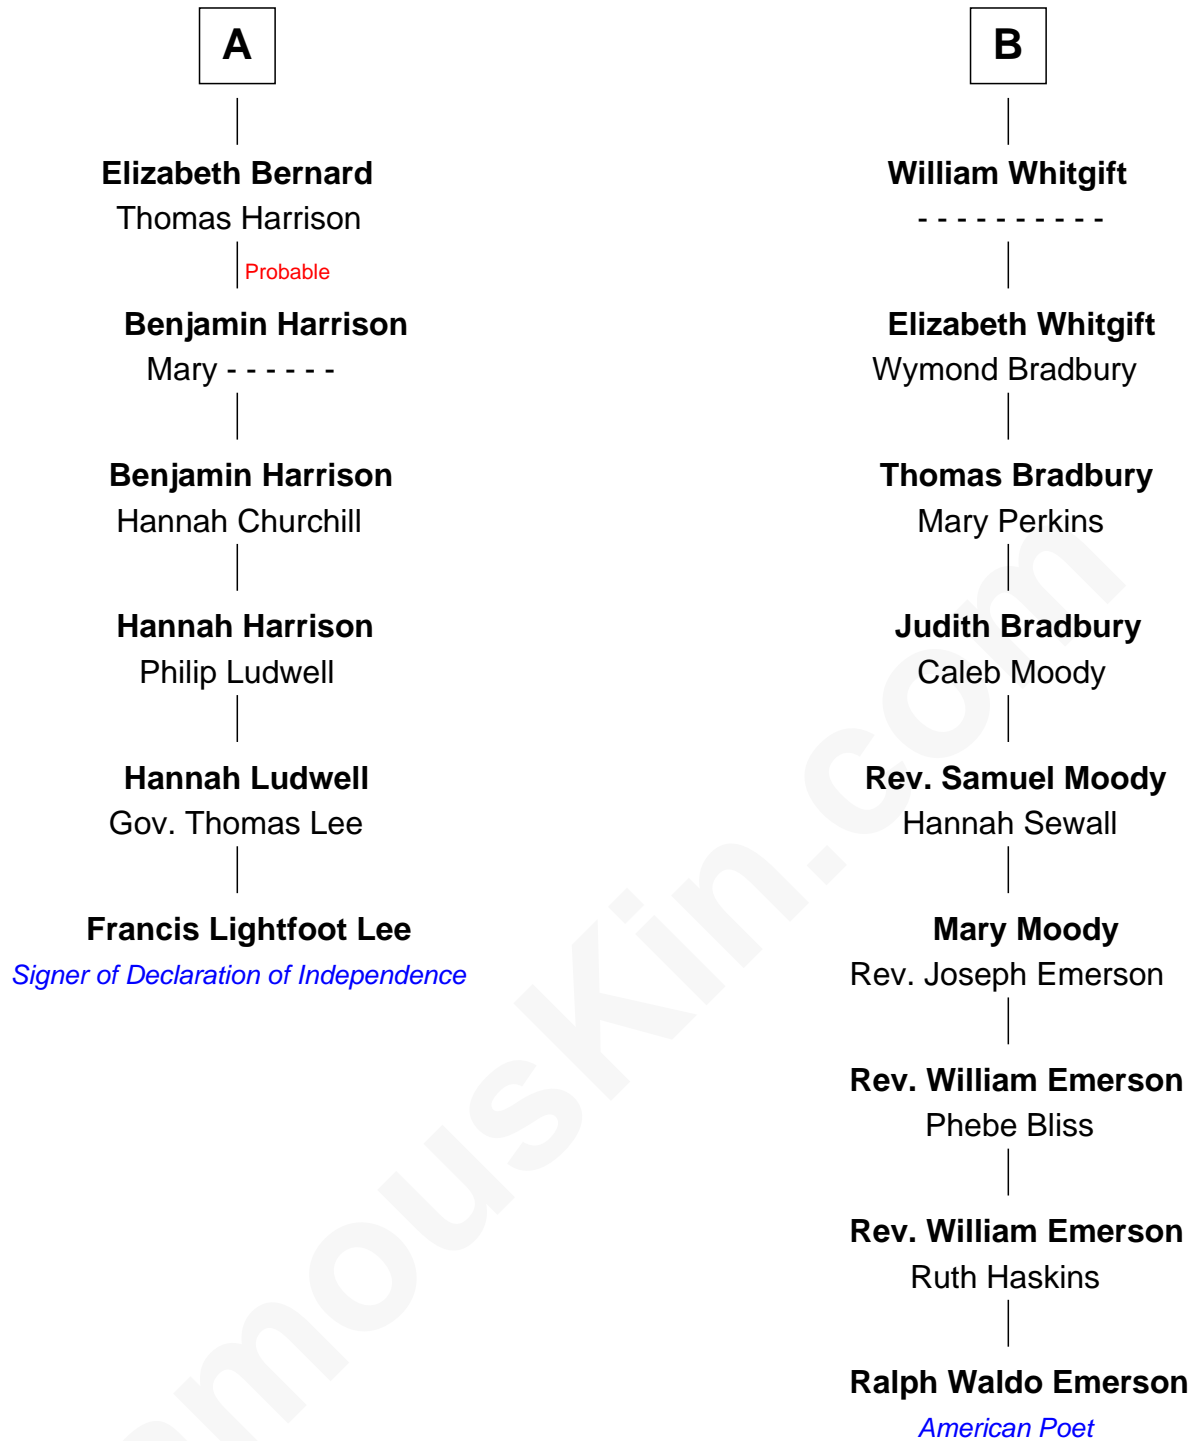 A
Elizabeth Bernard
Thomas Harrison
Probable
Benjamin Harrison
Mary - - - - - -
Benjamin Harrison
Hannah Churchill
Hannah Harrison
Philip Ludwell
Hannah Ludwell
Gov. Thomas Lee
Francis Lightfoot Lee
Signer of Declaration of Independence
B
William Whitgift
- - - - - - - - - -
Elizabeth Whitgift
Wymond Bradbury
Thomas Bradbury
Mary Perkins
Judith Bradbury
Caleb Moody
Rev. Samuel Moody
Hannah Sewall
Mary Moody
Rev. Joseph Emerson
Rev. William Emerson
Phebe Bliss
Rev. William Emerson
Ruth Haskins
Ralph Waldo Emerson
American Poet
amouskin.com